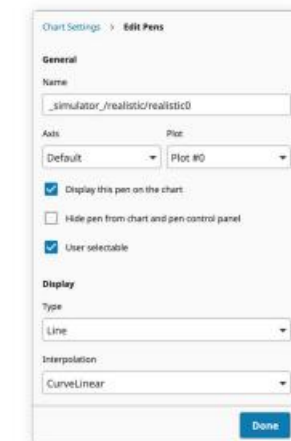 Chart Settings > Edit Pens
General
Name
_simulator_/realistic/realistic0
Axis Plot
Default Plot #0
Display this pen on the chart
Hide pen from chart and pen control panel
User selectable
Display
Type
Line
Interpolation
CurveLinear
Done